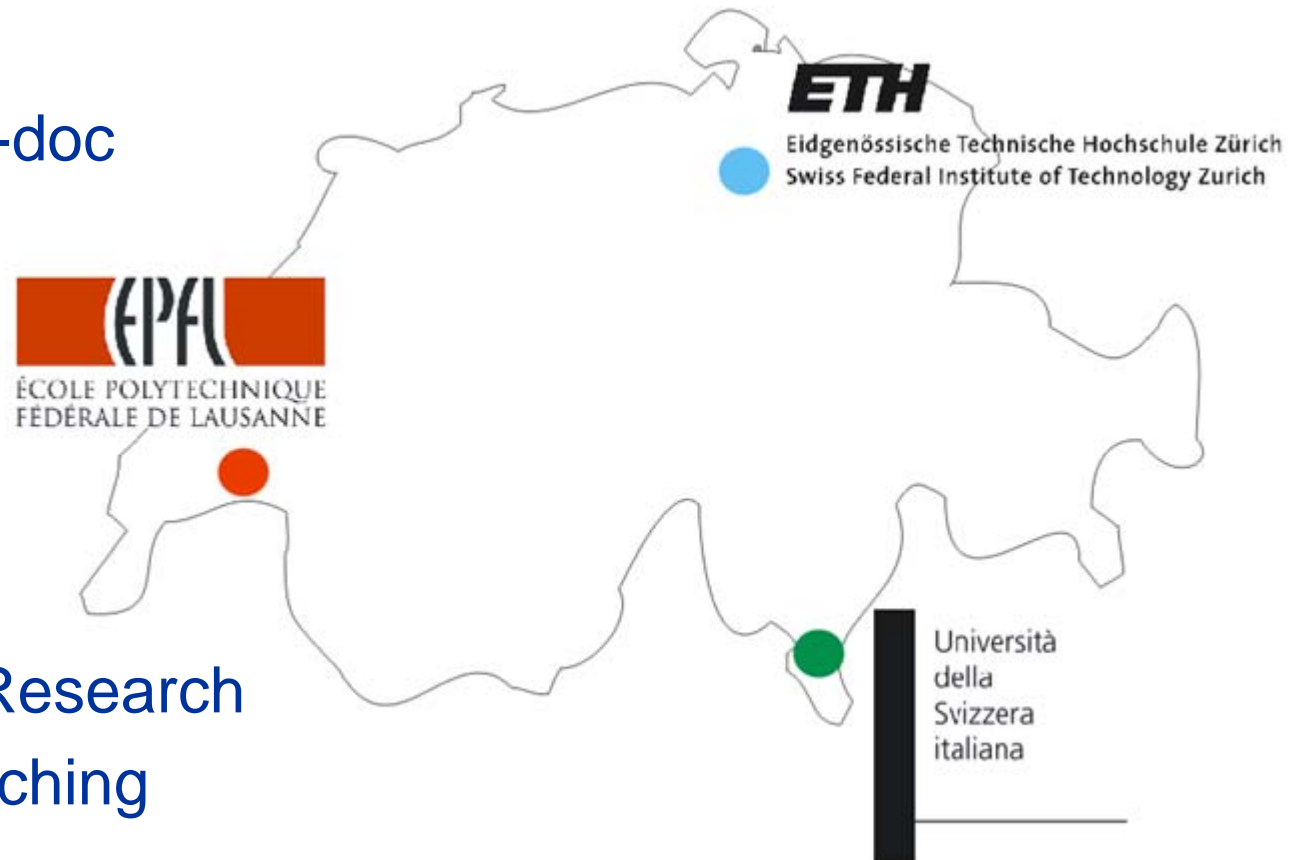 ETH
Eidgenössische Technische Hochschule Zürich
Swiss Federal Institute of Technology Zurich
-doc
EPFL
ÉCOLE POLYTECHNIQUE
FÉDÉRALE DE LAUSANNE
Research
ching
Università
della
Svizzera
italiana